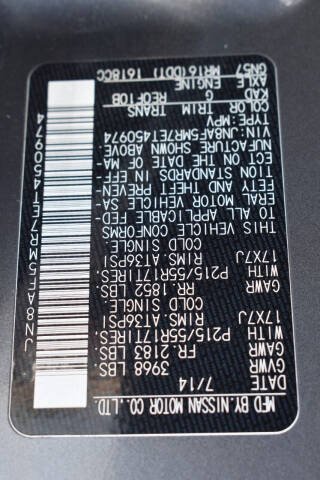 MFD BY.NISSAN MOTOR CO.,LTD.
DATE 7/14
GVWR 3968 LBS.
GAWR FR. 2183 LBS.
WITH P215/55R17TIRES
17X7J RIMS. AT36PSI
COLD SINGLE.
GAWR RR. 1852 LBS.
WITH P215/55R17TIRES
17X7J RIMS. AT36PSI
COLD SINGLE.
THIS VEHICLE CONFORMS
TO ALL APPLICABLE FED-
ERAL MOTOR VEHICLE SA-
FETY AND THEFT PREVEN-
TION STANDARDS IN EFF-
ECT ON THE DATE OF MA-
NUFACTURE SHOWN ABOVE.
VIN: JN8AF5MR7ET450974
TYPE:MPV
COLOR TRIM TRANS
KAD G RE0F10B
AXLE ENGINE
GN57 MR16(DDT) 1618CC
JN8AF5MR7ET450974